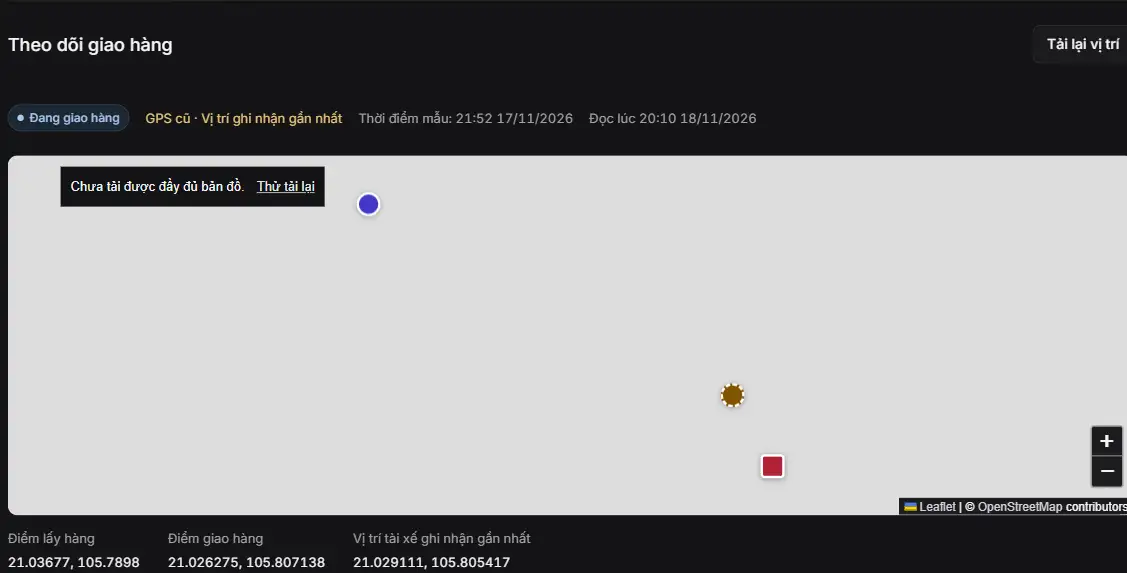 Theo dõi giao hàng
Tải lại vị trí
Đang giao hàng GPS cũ · Vị trí ghi nhận gần nhất Thời điểm mẫu: 21:52 17/11/2026 Đọc lúc 20:10 18/11/2026
Chưa tải được đầy đủ bản đồ. Thử tải lại
+
−
Leaflet | © OpenStreetMap contributors
Điểm lấy hàng Điểm giao hàng Vị trí tài xế ghi nhận gần nhất
21.03677, 105.7898 21.026275, 105.807138 21.029111, 105.805417